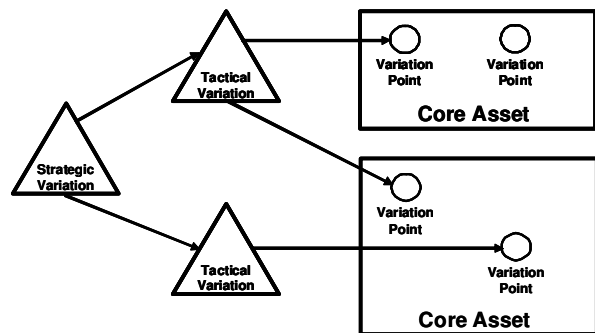 Tactical
Variation
Variation
Point
Variation
Point
Core Asset
Strategic
Variation
Variation
Point
Tactical
Variation
Variation
Point
Core Asset